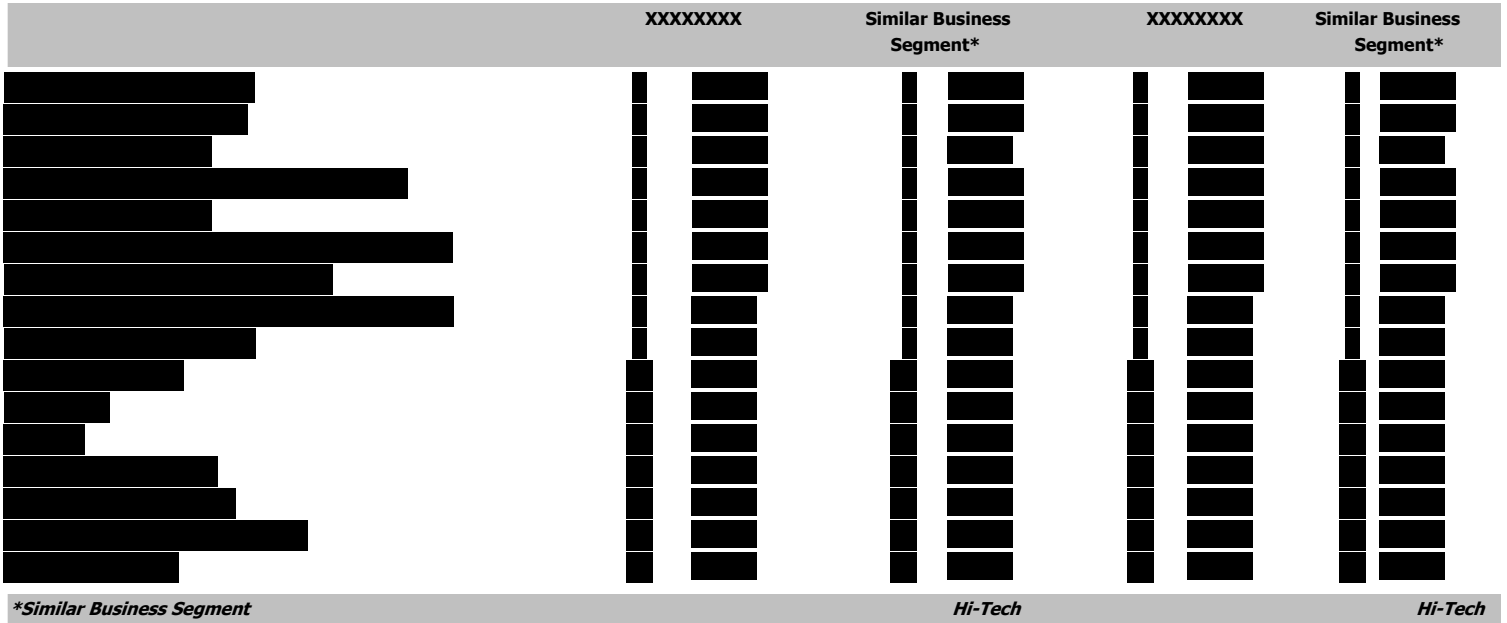 XXXXXXXX Similar Business Segment* XXXXXXXX Similar Business Segment*
*Similar Business Segment Hi-Tech Hi-Tech